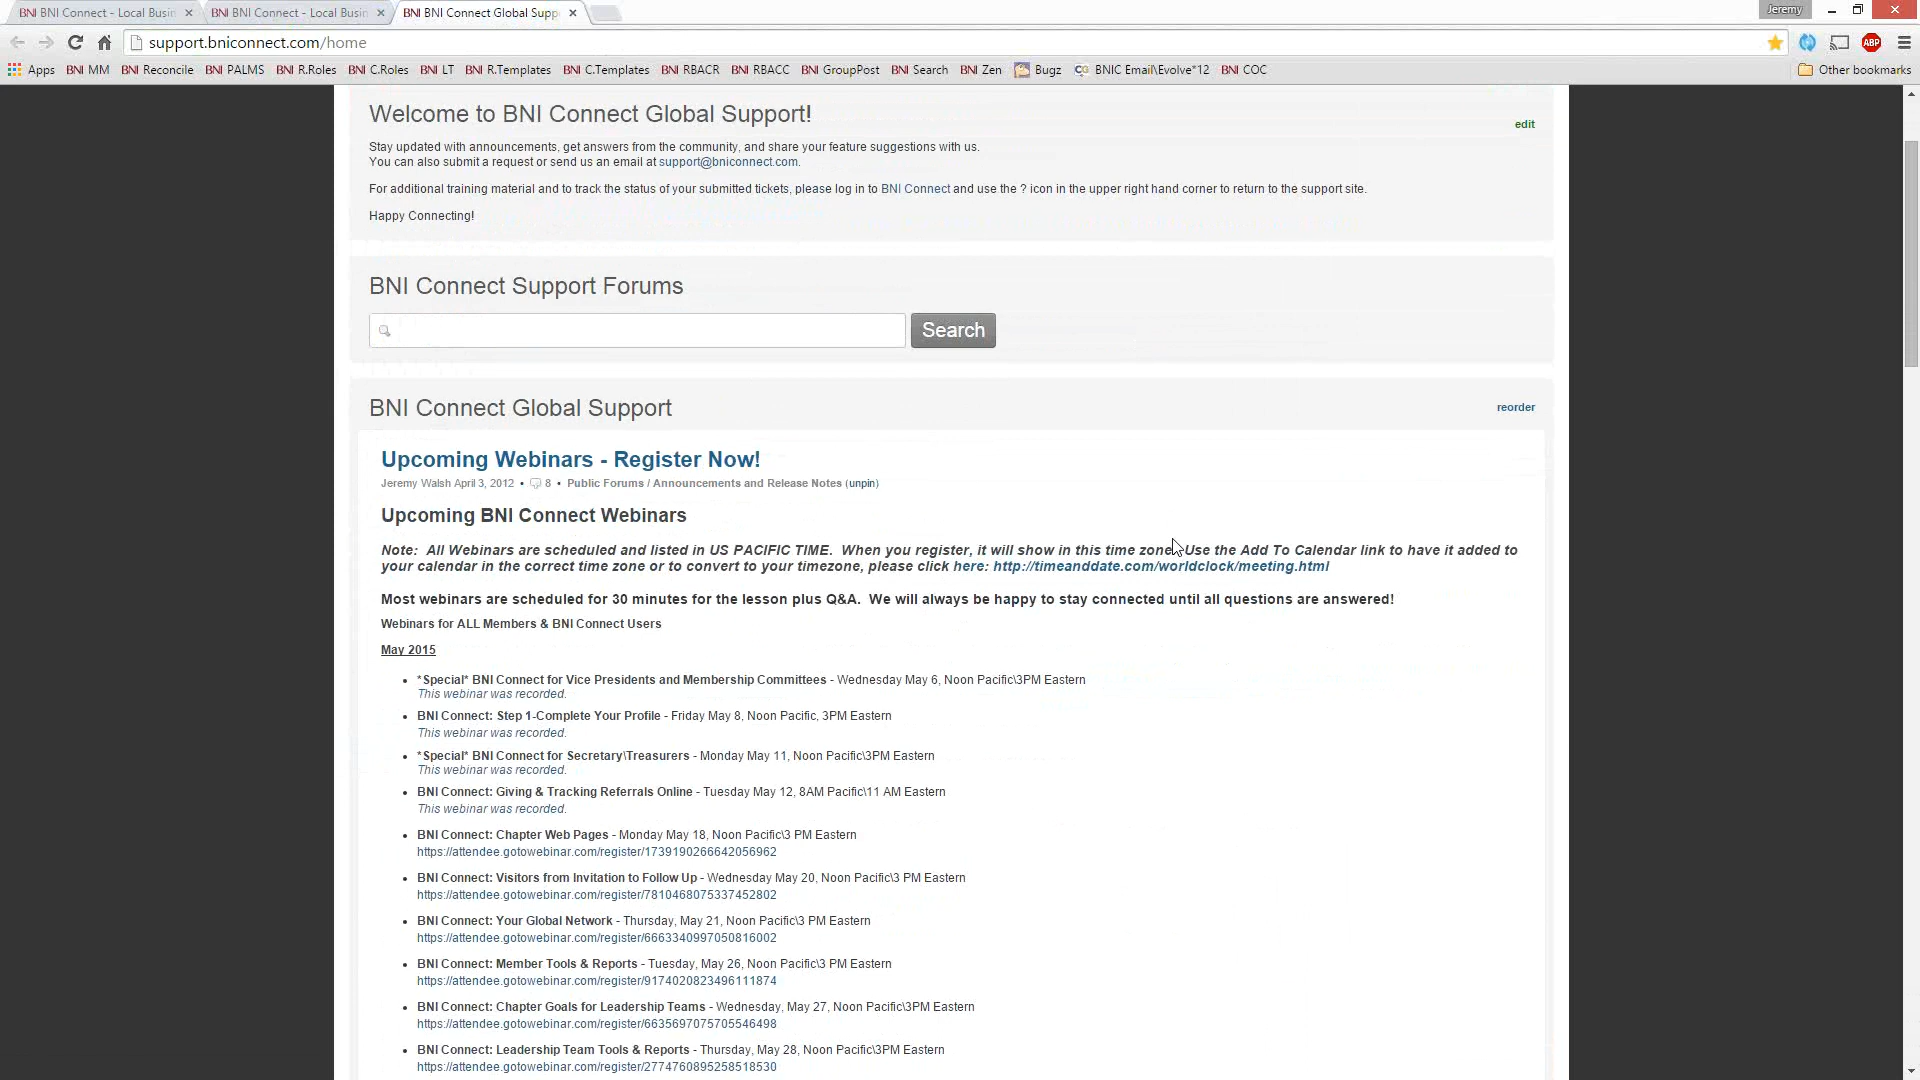 BNI BNI Connect - Local Busin
BNI BNI Connect - Local Busin
BNI BNI Connect Global Supp
Jeremy
support.bniconnect.com/home
ABP
Apps BNI MM BNI Reconcile BNI PALMS BNI R.Roles BNI C.Roles BNI LT BNI R.Templates BNI C.Templates BNI RBACR BNI RBACC BNI GroupPost BNI Search BNI Zen Bugz CG BNIC Email\Evolve*12 BNI COC Other bookmarks
Welcome to BNI Connect Global Support!
edit
Stay updated with announcements, get answers from the community, and share your feature suggestions with us.
You can also submit a request or send us an email at support@bniconnect.com.
For additional training material and to track the status of your submitted tickets, please log in to BNI Connect and use the ? icon in the upper right hand corner to return to the support site.
Happy Connecting!
BNI Connect Support Forums
Search
BNI Connect Global Support
reorder
Upcoming Webinars - Register Now!
Jeremy Walsh April 3, 2012 • 8 • Public Forums / Announcements and Release Notes (unpin)
Upcoming BNI Connect Webinars
Note: All Webinars are scheduled and listed in US PACIFIC TIME. When you register, it will show in this time zone. Use the Add To Calendar link to have it added to
your calendar in the correct time zone or to convert to your timezone, please click here: http://timeanddate.com/worldclock/meeting.html
Most webinars are scheduled for 30 minutes for the lesson plus Q&A. We will always be happy to stay connected until all questions are answered!
Webinars for ALL Members & BNI Connect Users
May 2015
• *Special* BNI Connect for Vice Presidents and Membership Committees - Wednesday May 6, Noon Pacific\3PM Eastern
This webinar was recorded.
• BNI Connect: Step 1-Complete Your Profile - Friday May 8, Noon Pacific, 3PM Eastern
This webinar was recorded.
• *Special* BNI Connect for Secretary\Treasurers - Monday May 11, Noon Pacific\3PM Eastern
This webinar was recorded.
• BNI Connect: Giving & Tracking Referrals Online - Tuesday May 12, 8AM Pacific\11 AM Eastern
This webinar was recorded.
• BNI Connect: Chapter Web Pages - Monday May 18, Noon Pacific\3 PM Eastern
https://attendee.gotowebinar.com/register/1739190266642056962
• BNI Connect: Visitors from Invitation to Follow Up - Wednesday May 20, Noon Pacific\3 PM Eastern
https://attendee.gotowebinar.com/register/7810468075337452802
• BNI Connect: Your Global Network - Thursday, May 21, Noon Pacific\3 PM Eastern
https://attendee.gotowebinar.com/register/6663340997050816002
• BNI Connect: Member Tools & Reports - Tuesday, May 26, Noon Pacific\3 PM Eastern
https://attendee.gotowebinar.com/register/9174020823496111874
• BNI Connect: Chapter Goals for Leadership Teams - Wednesday, May 27, Noon Pacific\3PM Eastern
https://attendee.gotowebinar.com/register/6635697075705546498
• BNI Connect: Leadership Team Tools & Reports - Thursday, May 28, Noon Pacific\3PM Eastern
https://attendee.gotowebinar.com/register/2774760895258518530